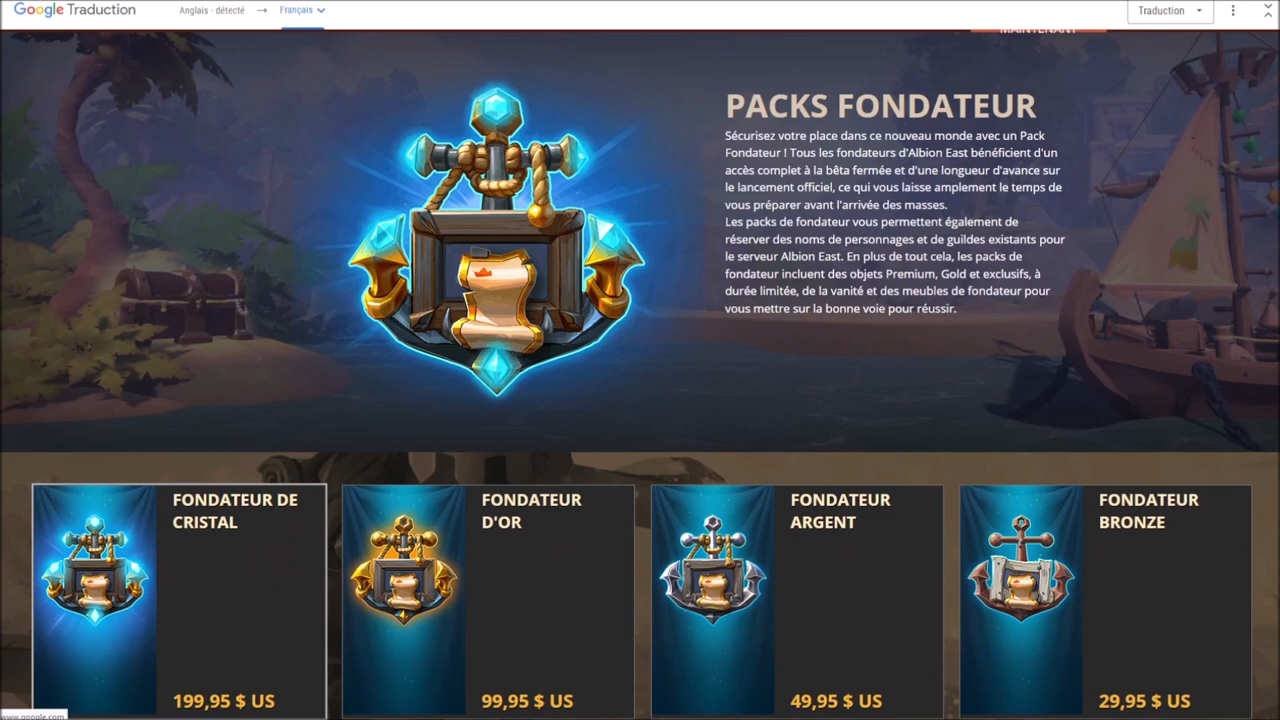 Google Traduction
Anglais - détecté → Français
Traduction
MAINTENANT
PACKS FONDATEUR
Sécurisez votre place dans ce nouveau monde avec un Pack
Fondateur ! Tous les fondateurs d'Albion East bénéficient d'un
accès complet à la bêta fermée et d'une longueur d'avance sur
le lancement officiel, ce qui vous laisse amplement le temps de
vous préparer avant l'arrivée des masses.
Les packs de fondateur vous permettent également de
réserver des noms de personnages et de guildes existants pour
le serveur Albion East. En plus de tout cela, les packs de
fondateur incluent des objets Premium, Gold et exclusifs, à
durée limitée, de la vanité et des meubles de fondateur pour
vous mettre sur la bonne voie pour réussir.
FONDATEUR DE
CRISTAL
199,95 $ US
FONDATEUR
D'OR
99,95 $ US
FONDATEUR
ARGENT
49,95 $ US
FONDATEUR
BRONZE
29,95 $ US
www.google.com